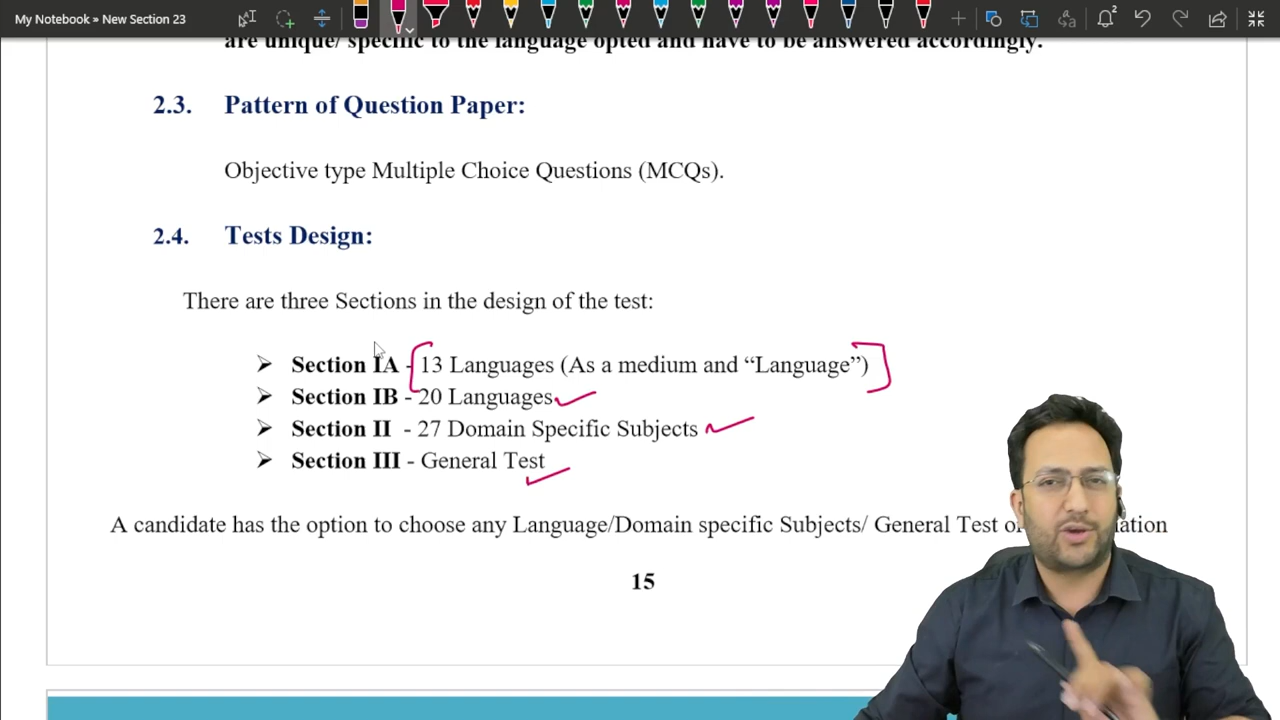 My Notebook » New Section 23
are unique/ specific to the language opted and have to be answered accordingly.
2.3. Pattern of Question Paper:
Objective type Multiple Choice Questions (MCQs).
2.4. Tests Design:
There are three Sections in the design of the test:
➢ Section IA - 13 Languages (As a medium and “Language”)
➢ Section IB - 20 Languages
➢ Section II - 27 Domain Specific Subjects
➢ Section III - General Test
A candidate has the option to choose any Language/Domain specific Subjects/ General Test
15